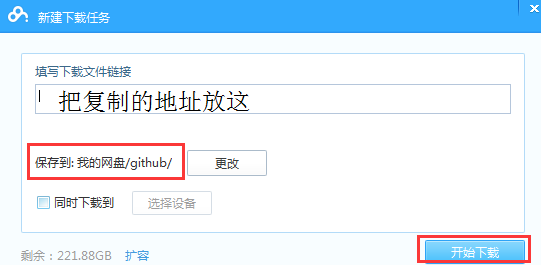 新建下载任务
填写下载文件链接
把复制的地址放这
保存到: 我的网盘/github/ 更改
同时下载到 选择设备
剩余: 221.88GB 扩容 开始下载